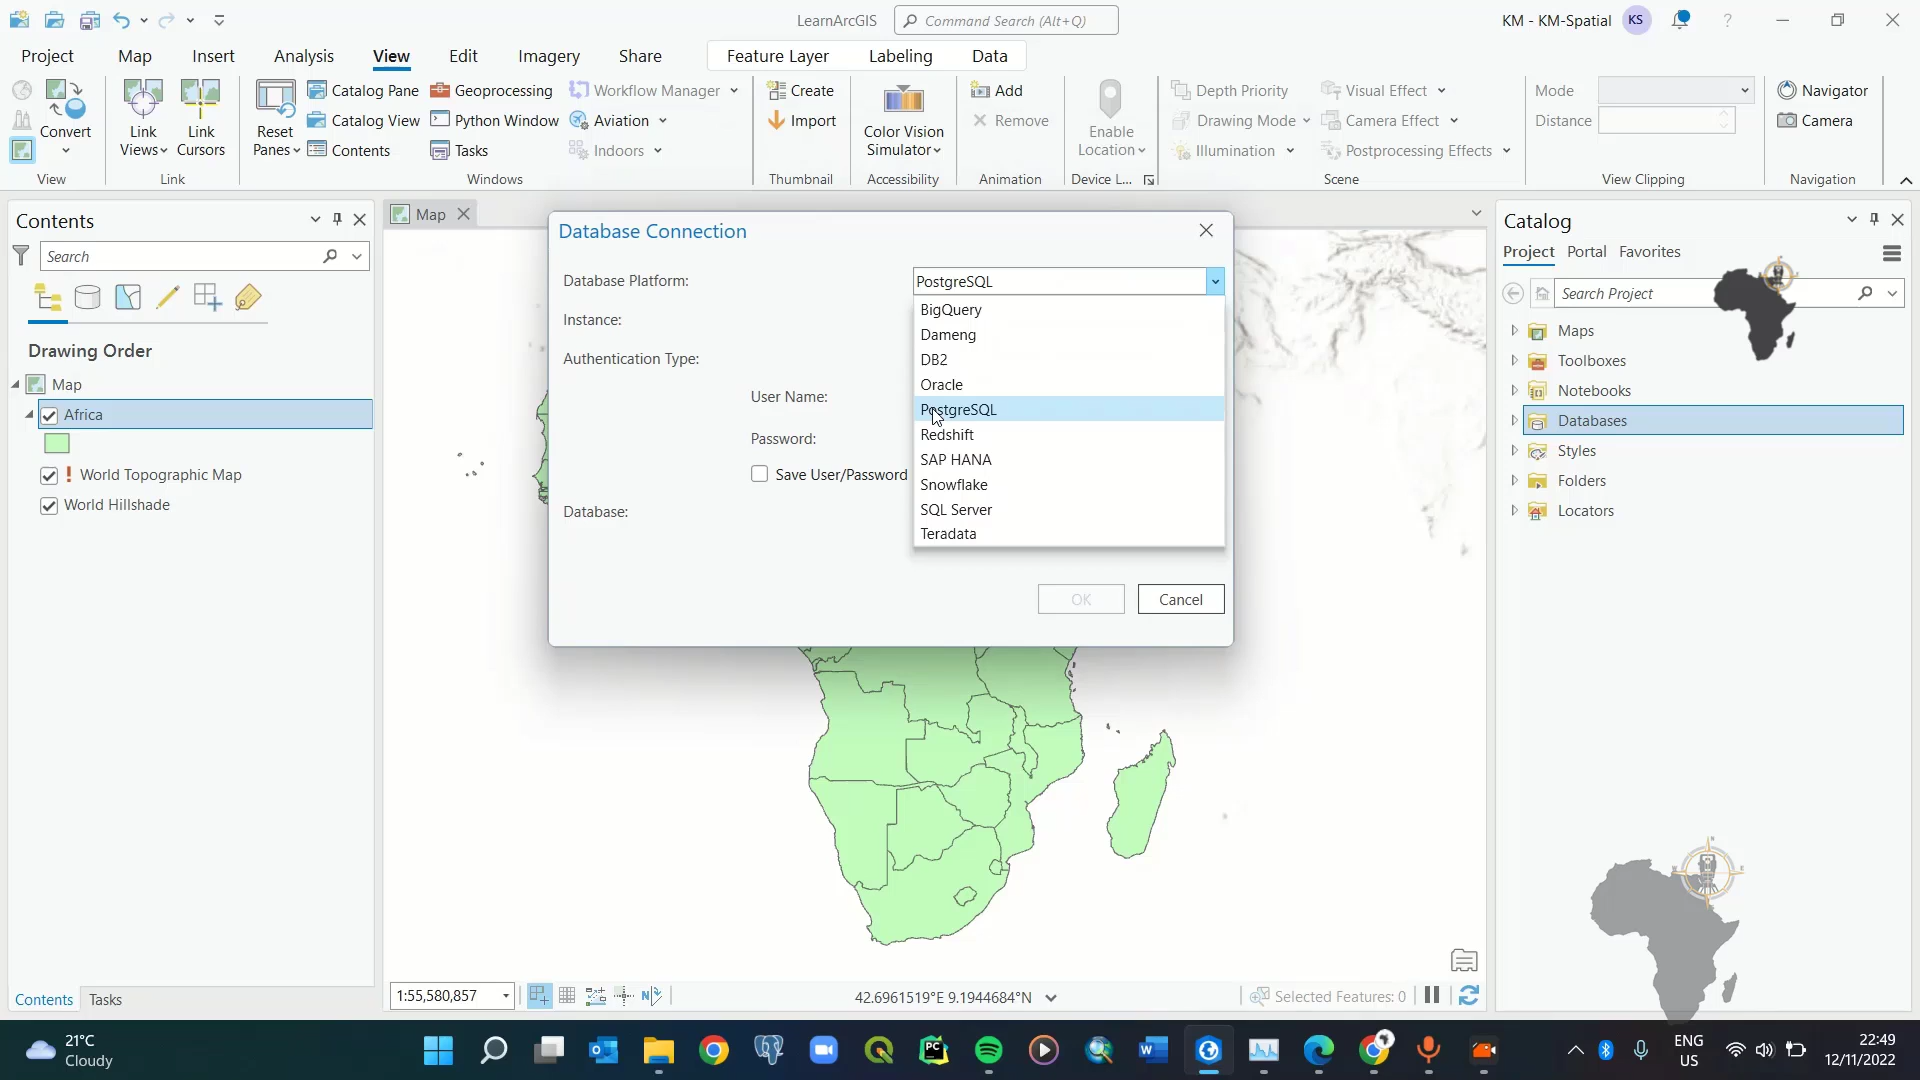 LearnArcGIS
Command Search (Alt+Q)
KM - KM-Spatial
KS
?
Project
Map
Insert
Analysis
View
Edit
Imagery
Share
Feature Layer
Labeling
Data
Convert
Link Views
Link Cursors
Reset Panes
Catalog Pane
Catalog View
Contents
Geoprocessing
Python Window
Tasks
Workflow Manager
Aviation
Indoors
Create
Import
Color Vision Simulator
Add
Remove
Enable Location
Depth Priority
Drawing Mode
Illumination
Visual Effect
Camera Effect
Postprocessing Effects
Mode
Distance
Navigator
Camera
View
Link
Windows
Thumbnail
Accessibility
Animation
Device L...
Scene
View Clipping
Navigation
Contents
Search
Drawing Order
Map
Africa
! World Topographic Map
World Hillshade
Contents
Tasks
Map
Database Connection
Database Platform:
PostgreSQL
Instance:
Authentication Type:
User Name:
Password:
Save User/Password
Database:
BigQuery
Dameng
DB2
Oracle
PostgreSQL
Redshift
SAP HANA
Snowflake
SQL Server
Teradata
OK
Cancel
1:55,580,857
42.6961519°E 9.1944684°N
Selected Features: 0
Catalog
Project
Portal
Favorites
Search Project
Maps
Toolboxes
Notebooks
Databases
Styles
Folders
Locators
21°C
Cloudy
PC
W
ENG
US
22:49
12/11/2022